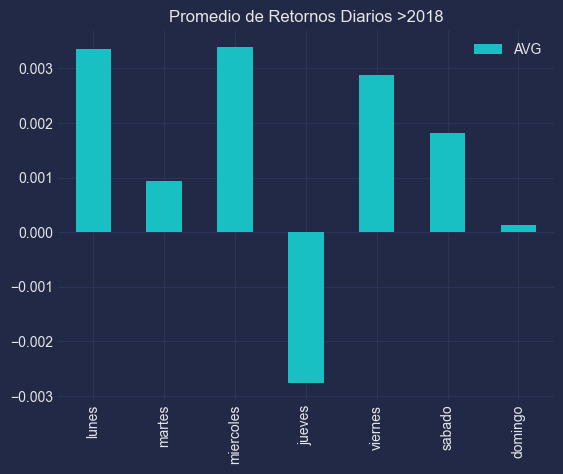 Promedio de Retornos Diarios >2018
AVG
0.003
0.002
0.001
0.000
−0.001
−0.002
−0.003
lunes
martes
miercoles
jueves
viernes
sabado
domingo